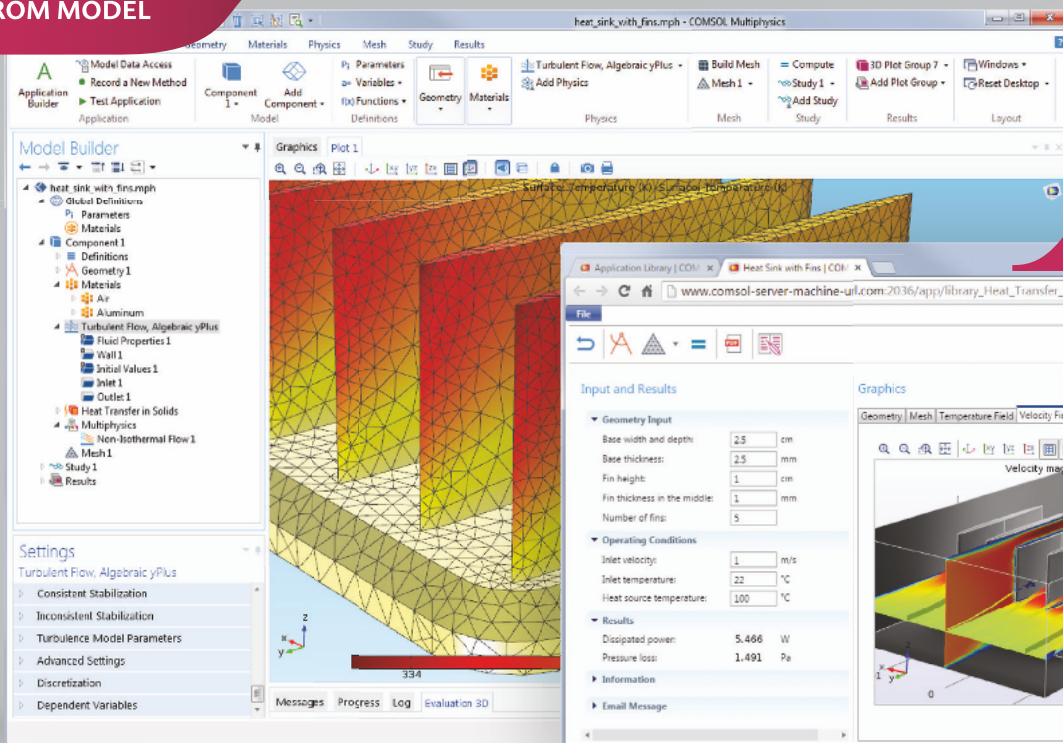 ROM MODEL
heat_sink_with_fins.mph - COMSOL Multiphysics
Geometry Materials Physics Mesh Study Results
Application Builder
Model Data Access
Record a New Method
Test Application
Application
Component 1
Add Component
Model
Pi Parameters
a= Variables
f(x) Functions
Definitions
Geometry
Materials
Turbulent Flow, Algebraic yPlus
Add Physics
Physics
Build Mesh
Mesh 1
Mesh
= Compute
Study 1
Add Study
Study
3D Plot Group 7
Add Plot Group
Results
Windows
Reset Desktop
Layout
Model Builder
heat_sink_with_fins.mph
Global Definitions
Pi Parameters
Materials
Component 1
Definitions
Geometry 1
Materials
Air
Aluminum
Turbulent Flow, Algebraic yPlus
Fluid Properties 1
Wall 1
Initial Values 1
Inlet 1
Outlet 1
Heat Transfer in Solids
Multiphysics
Non-Isothermal Flow 1
Mesh 1
Study 1
Results
Settings
Turbulent Flow, Algebraic yPlus
Consistent Stabilization
Inconsistent Stabilization
Turbulence Model Parameters
Advanced Settings
Discretization
Dependent Variables
Graphics Plot 1
Surface: Temperature (K) Surface: Temperature (K)
z
x
y
334
Messages Progress Log Evaluation 3D
Application Library | COM × Heat Sink with Fins | COM ×
www.comsol-server-machine-url.com:2036/app/library_Heat_Transfer_
File
Input and Results
Geometry Input
Base width and depth: 2.5 cm
Base thickness: 2.5 mm
Fin height: 1 cm
Fin thickness in the middle: 1 mm
Number of fins: 5
Operating Conditions
Inlet velocity: 1 m/s
Inlet temperature: 22 °C
Heat source temperature: 100 °C
Results
Dissipated power: 5.466 W
Pressure loss: 1.491 Pa
Information
Email Message
Graphics
Geometry Mesh Temperature Field Velocity Fi
Velocity mag
z
x
1 y
0